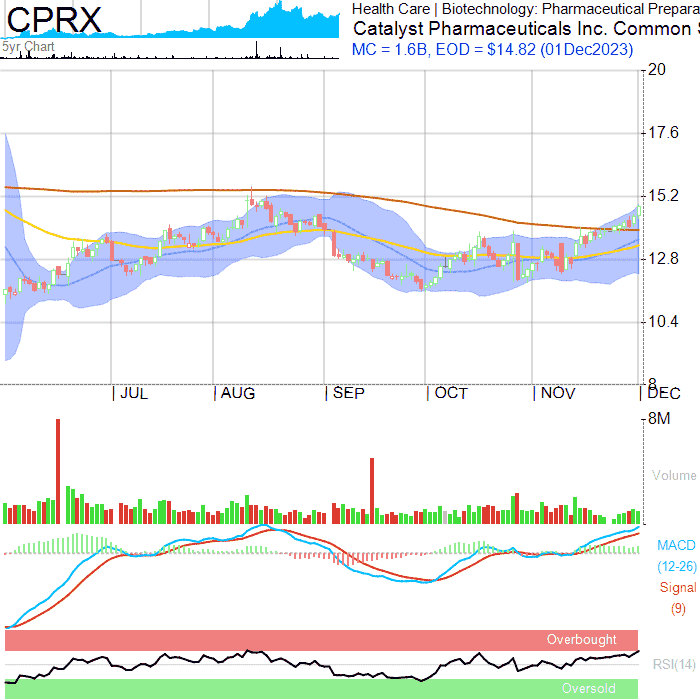 CPRX
5yr Chart
Health Care | Biotechnology: Pharmaceutical Prepara
Catalyst Pharmaceuticals Inc. Common S
MC = 1.6B, EOD = $14.82 (01Dec2023)
20
17.6
15.2
12.8
10.4
8
JUL
AUG
SEP
OCT
NOV
DEC
8M
Volume
MACD
(12-26)
Signal
(9)
Overbought
RSI(14)
Oversold